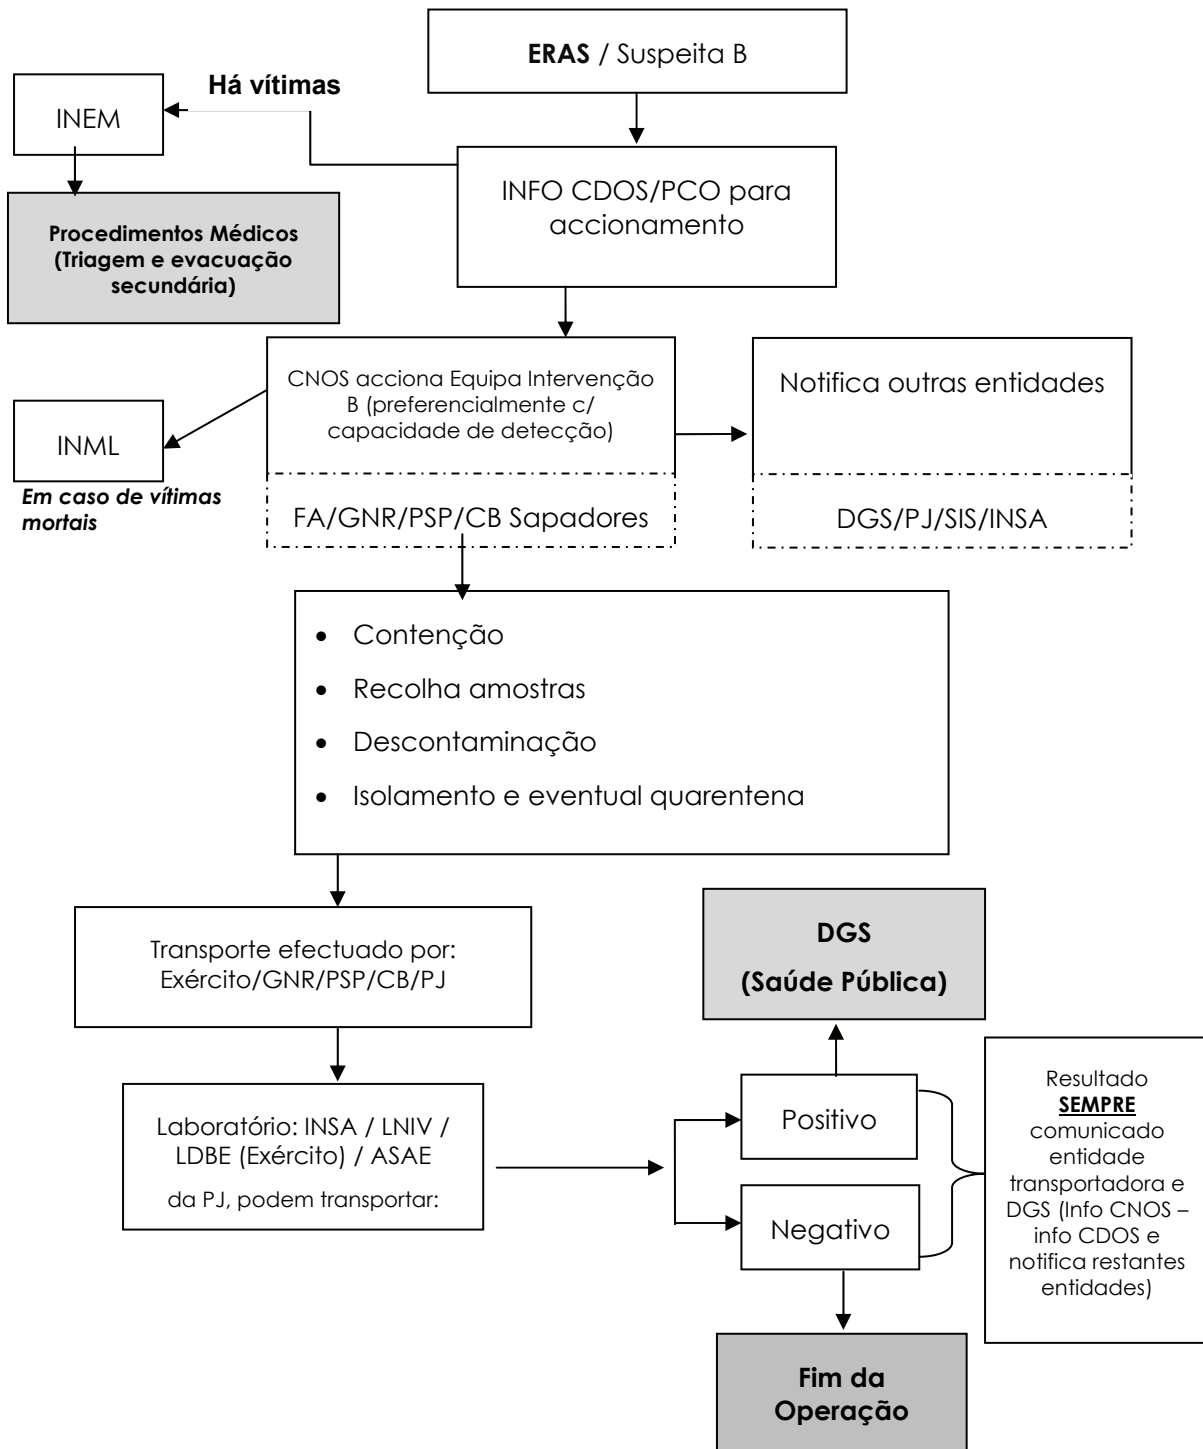 ERAS / Suspeita B
Há vítimas
INEM
INFO CDOS/PCO para
accionamento
Procedimentos Médicos
(Triagem e evacuação
secundária)
CNOS acciona Equipa Intervenção
B (preferencialmente c/
capacidade de detecção)
Notifica outras entidades
INML
Em caso de vítimas
mortais
FA/GNR/PSP/CB Sapadores
DGS/PJ/SIS/INSA
• Contenção
• Recolha amostras
• Descontaminação
• Isolamento e eventual quarentena
Transporte efectuado por:
Exército/GNR/PSP/CB/PJ
DGS
(Saúde Pública)
Laboratório: INSA / LNIV /
LDBE (Exército) / ASAE
da PJ, podem transportar:
Positivo
Negativo
Resultado
SEMPRE
comunicado
entidade
transportadora e
DGS (Info CNOS –
info CDOS e
notifica restantes
entidades)
Fim da
Operação